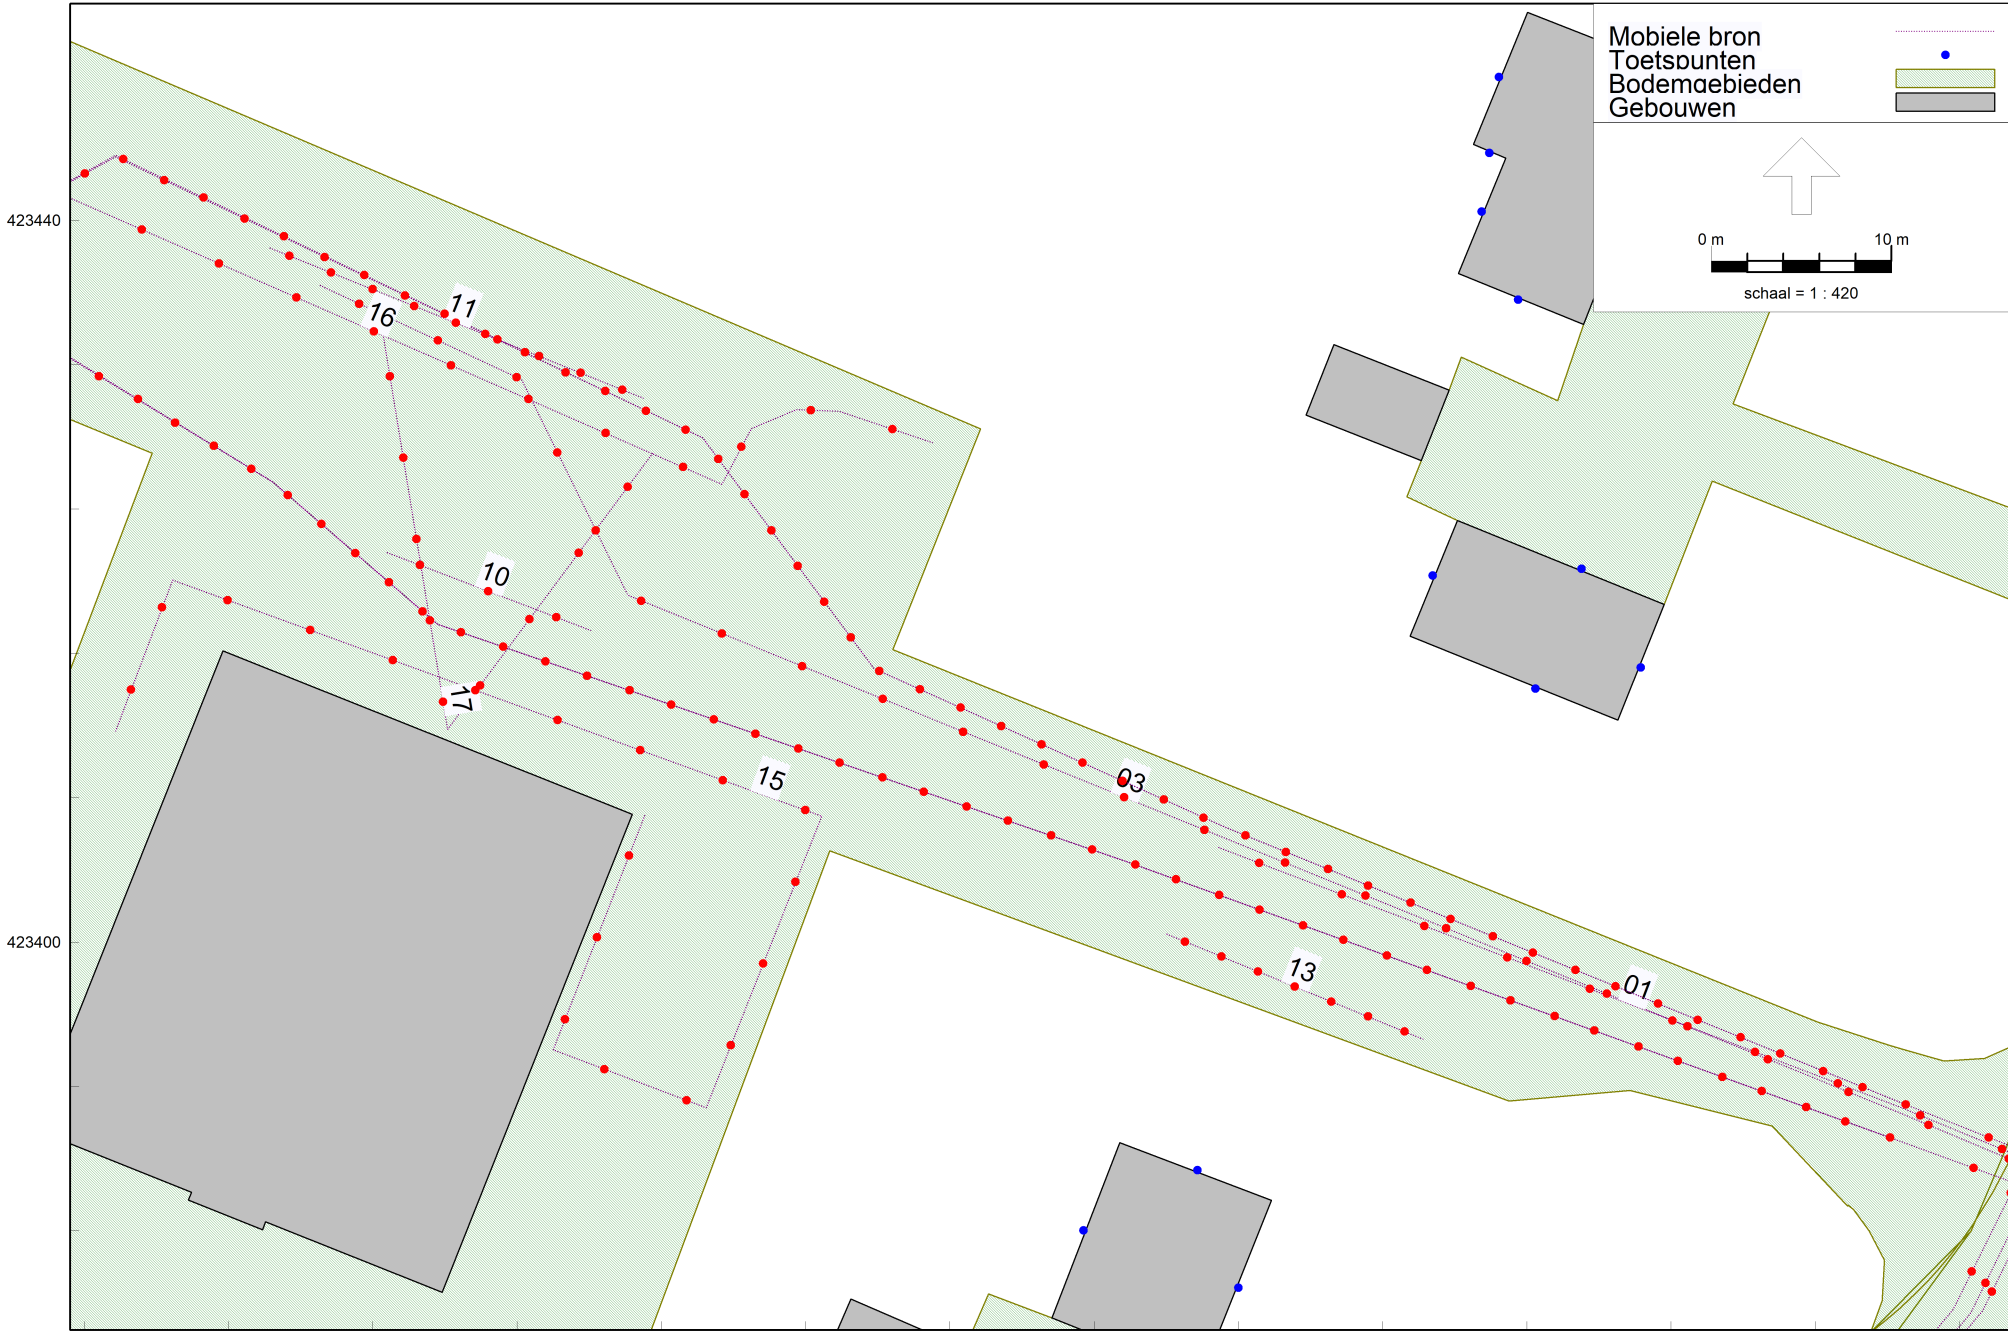 Mobiele bron
Toetspunten
Bodemgebieden
Gebouwen
423440
0 m 10 m
schaal = 1 : 420
11
16
10
17
15
03
423400
13
01